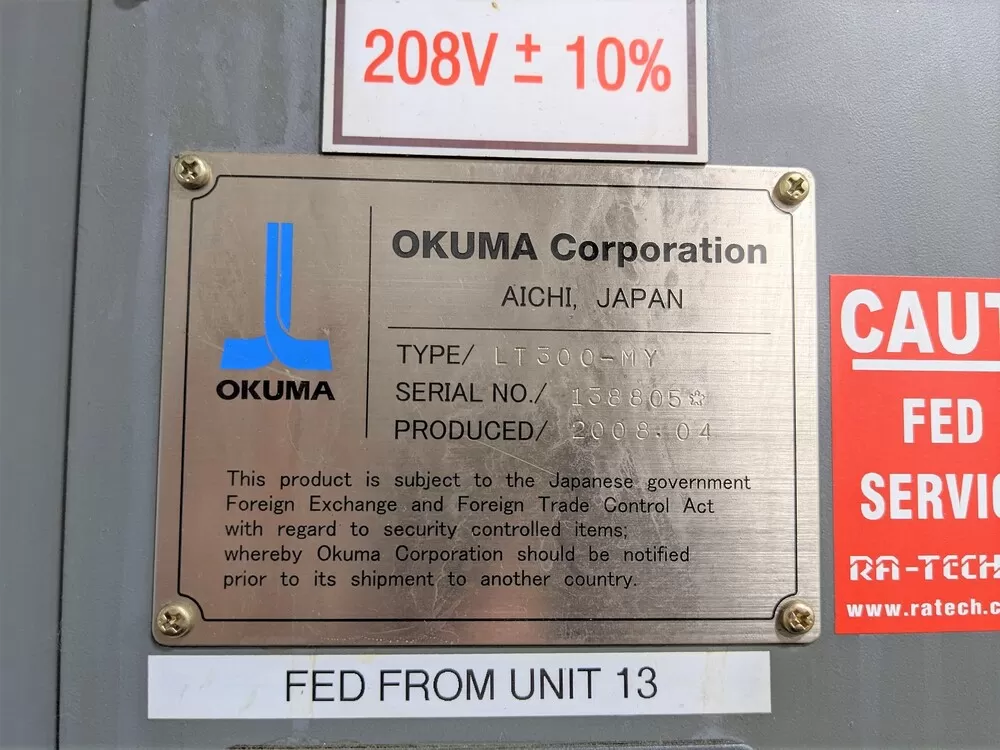 208V ± 10%
OKUMA Corporation
AICHI, JAPAN
OKUMA
TYPE/ LT300-MY
SERIAL NO./ 138805*
PRODUCED/ 2008.04
This product is subject to the Japanese government
Foreign Exchange and Foreign Trade Control Act
with regard to security controlled items;
whereby Okuma Corporation should be notified
prior to its shipment to another country.
FED FROM UNIT 13
CAUT
FED
SERVIC
RA-TECH
www.ratech.c